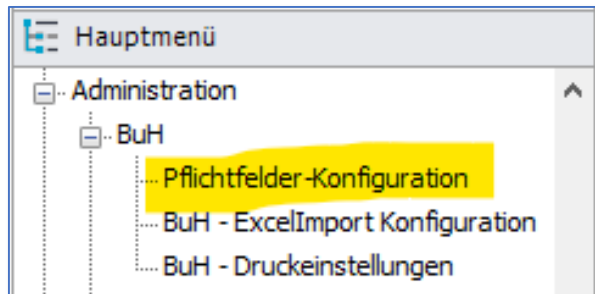 Hauptmenü
Administration
BuH
Pflichtfelder-Konfiguration
BuH - ExcelImport Konfiguration
BuH - Druckeinstellungen